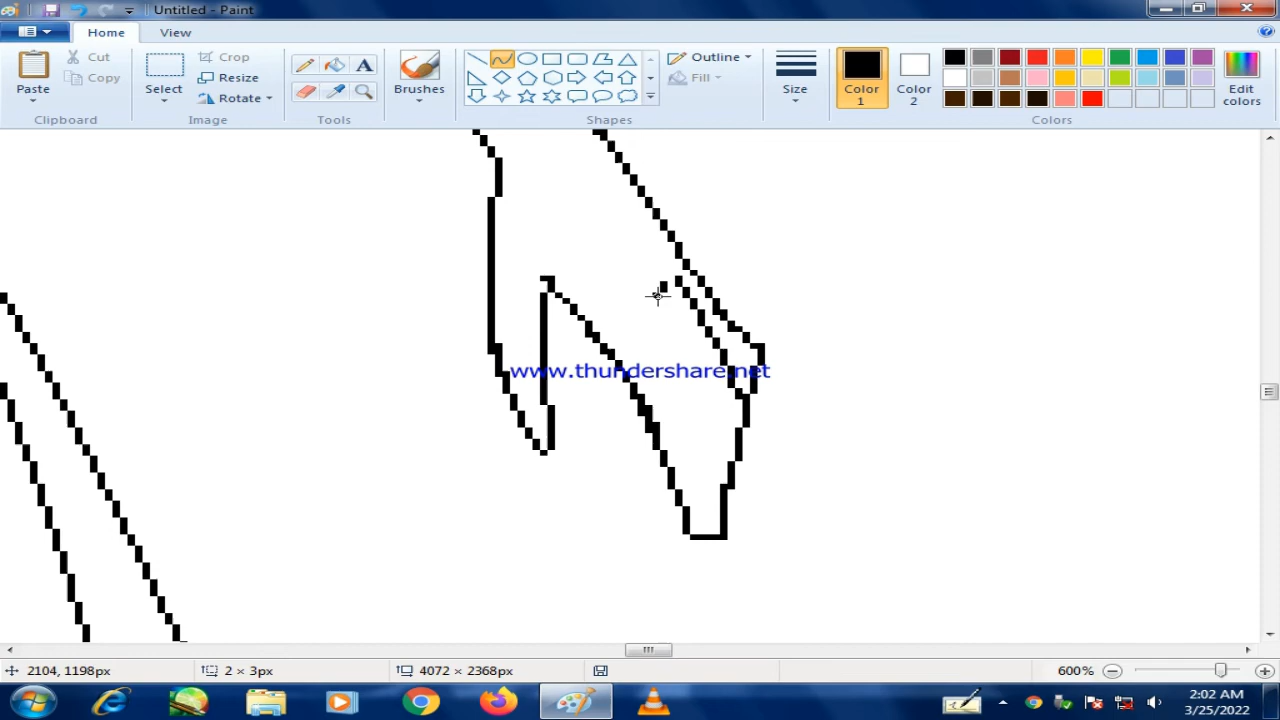 Untitled - Paint
Home View
Paste
Cut
Copy
Clipboard
Select
Crop
Resize
Rotate
Image
A
Tools
Brushes
Outline
Fill
Shapes
Size
Color
1
Color
2
Edit
colors
Colors
www.thundershare.net
2104, 1198px
2 × 3px
4072 × 2368px
600%
2:02 AM
3/25/2022